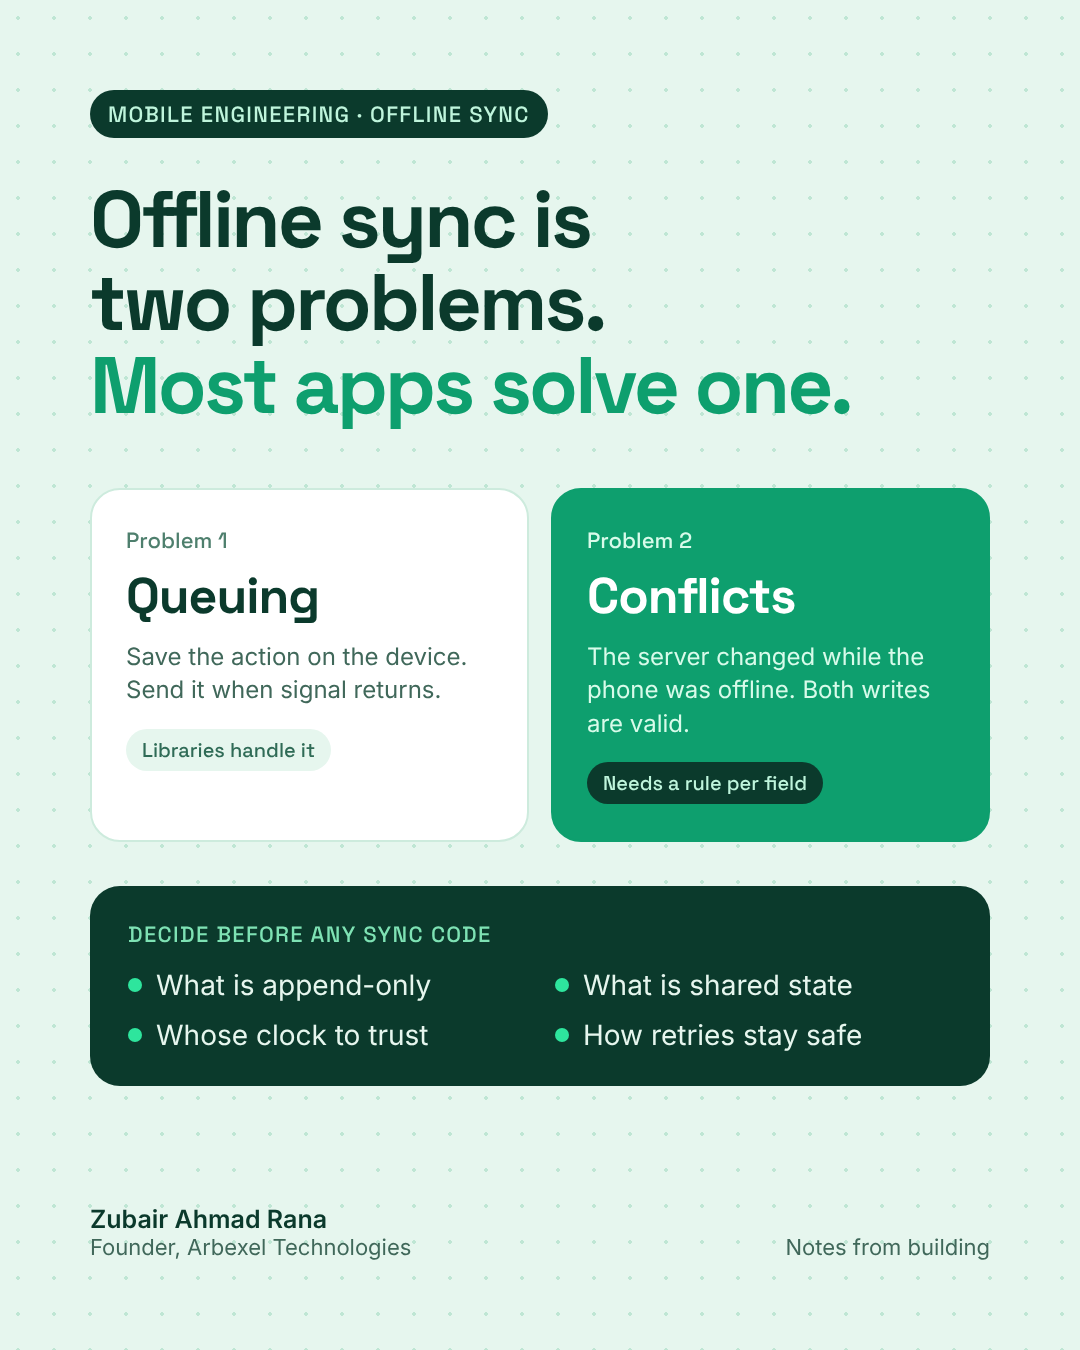 MOBILE ENGINEERING · OFFLINE SYNC
Offline sync is
two problems.
Most apps solve one.
Problem 1
Queuing
Save the action on the device.
Send it when signal returns.
Libraries handle it
Problem 2
Conflicts
The server changed while the
phone was offline. Both writes
are valid.
Needs a rule per field
DECIDE BEFORE ANY SYNC CODE
What is append-only
What is shared state
Whose clock to trust
How retries stay safe
Zubair Ahmad Rana
Founder, Arbexel Technologies
Notes from building